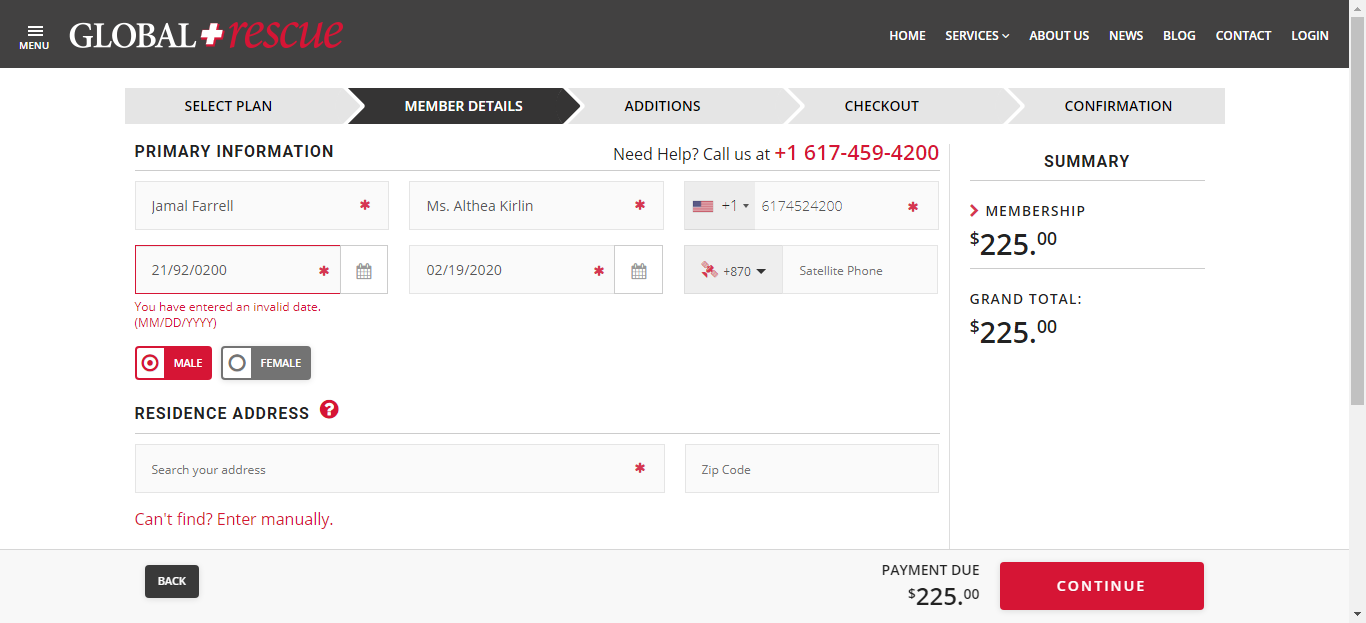 MENU
GLOBAL rescue
HOME
SERVICES
ABOUT US
NEWS
BLOG
CONTACT
LOGIN
SELECT PLAN
MEMBER DETAILS
ADDITIONS
CHECKOUT
CONFIRMATION
PRIMARY INFORMATION
Need Help? Call us at +1 617-459-4200
Jamal Farrell *
Ms. Althea Kirlin *
+1 6174524200 *
21/92/0200 *
02/19/2020 *
+870 Satellite Phone
You have entered an invalid date.
(MM/DD/YYYY)
MALE
FEMALE
RESIDENCE ADDRESS ?
Search your address *
Zip Code
Can't find? Enter manually.
SUMMARY
MEMBERSHIP
$225.00
GRAND TOTAL:
$225.00
BACK
PAYMENT DUE
$225.00
CONTINUE